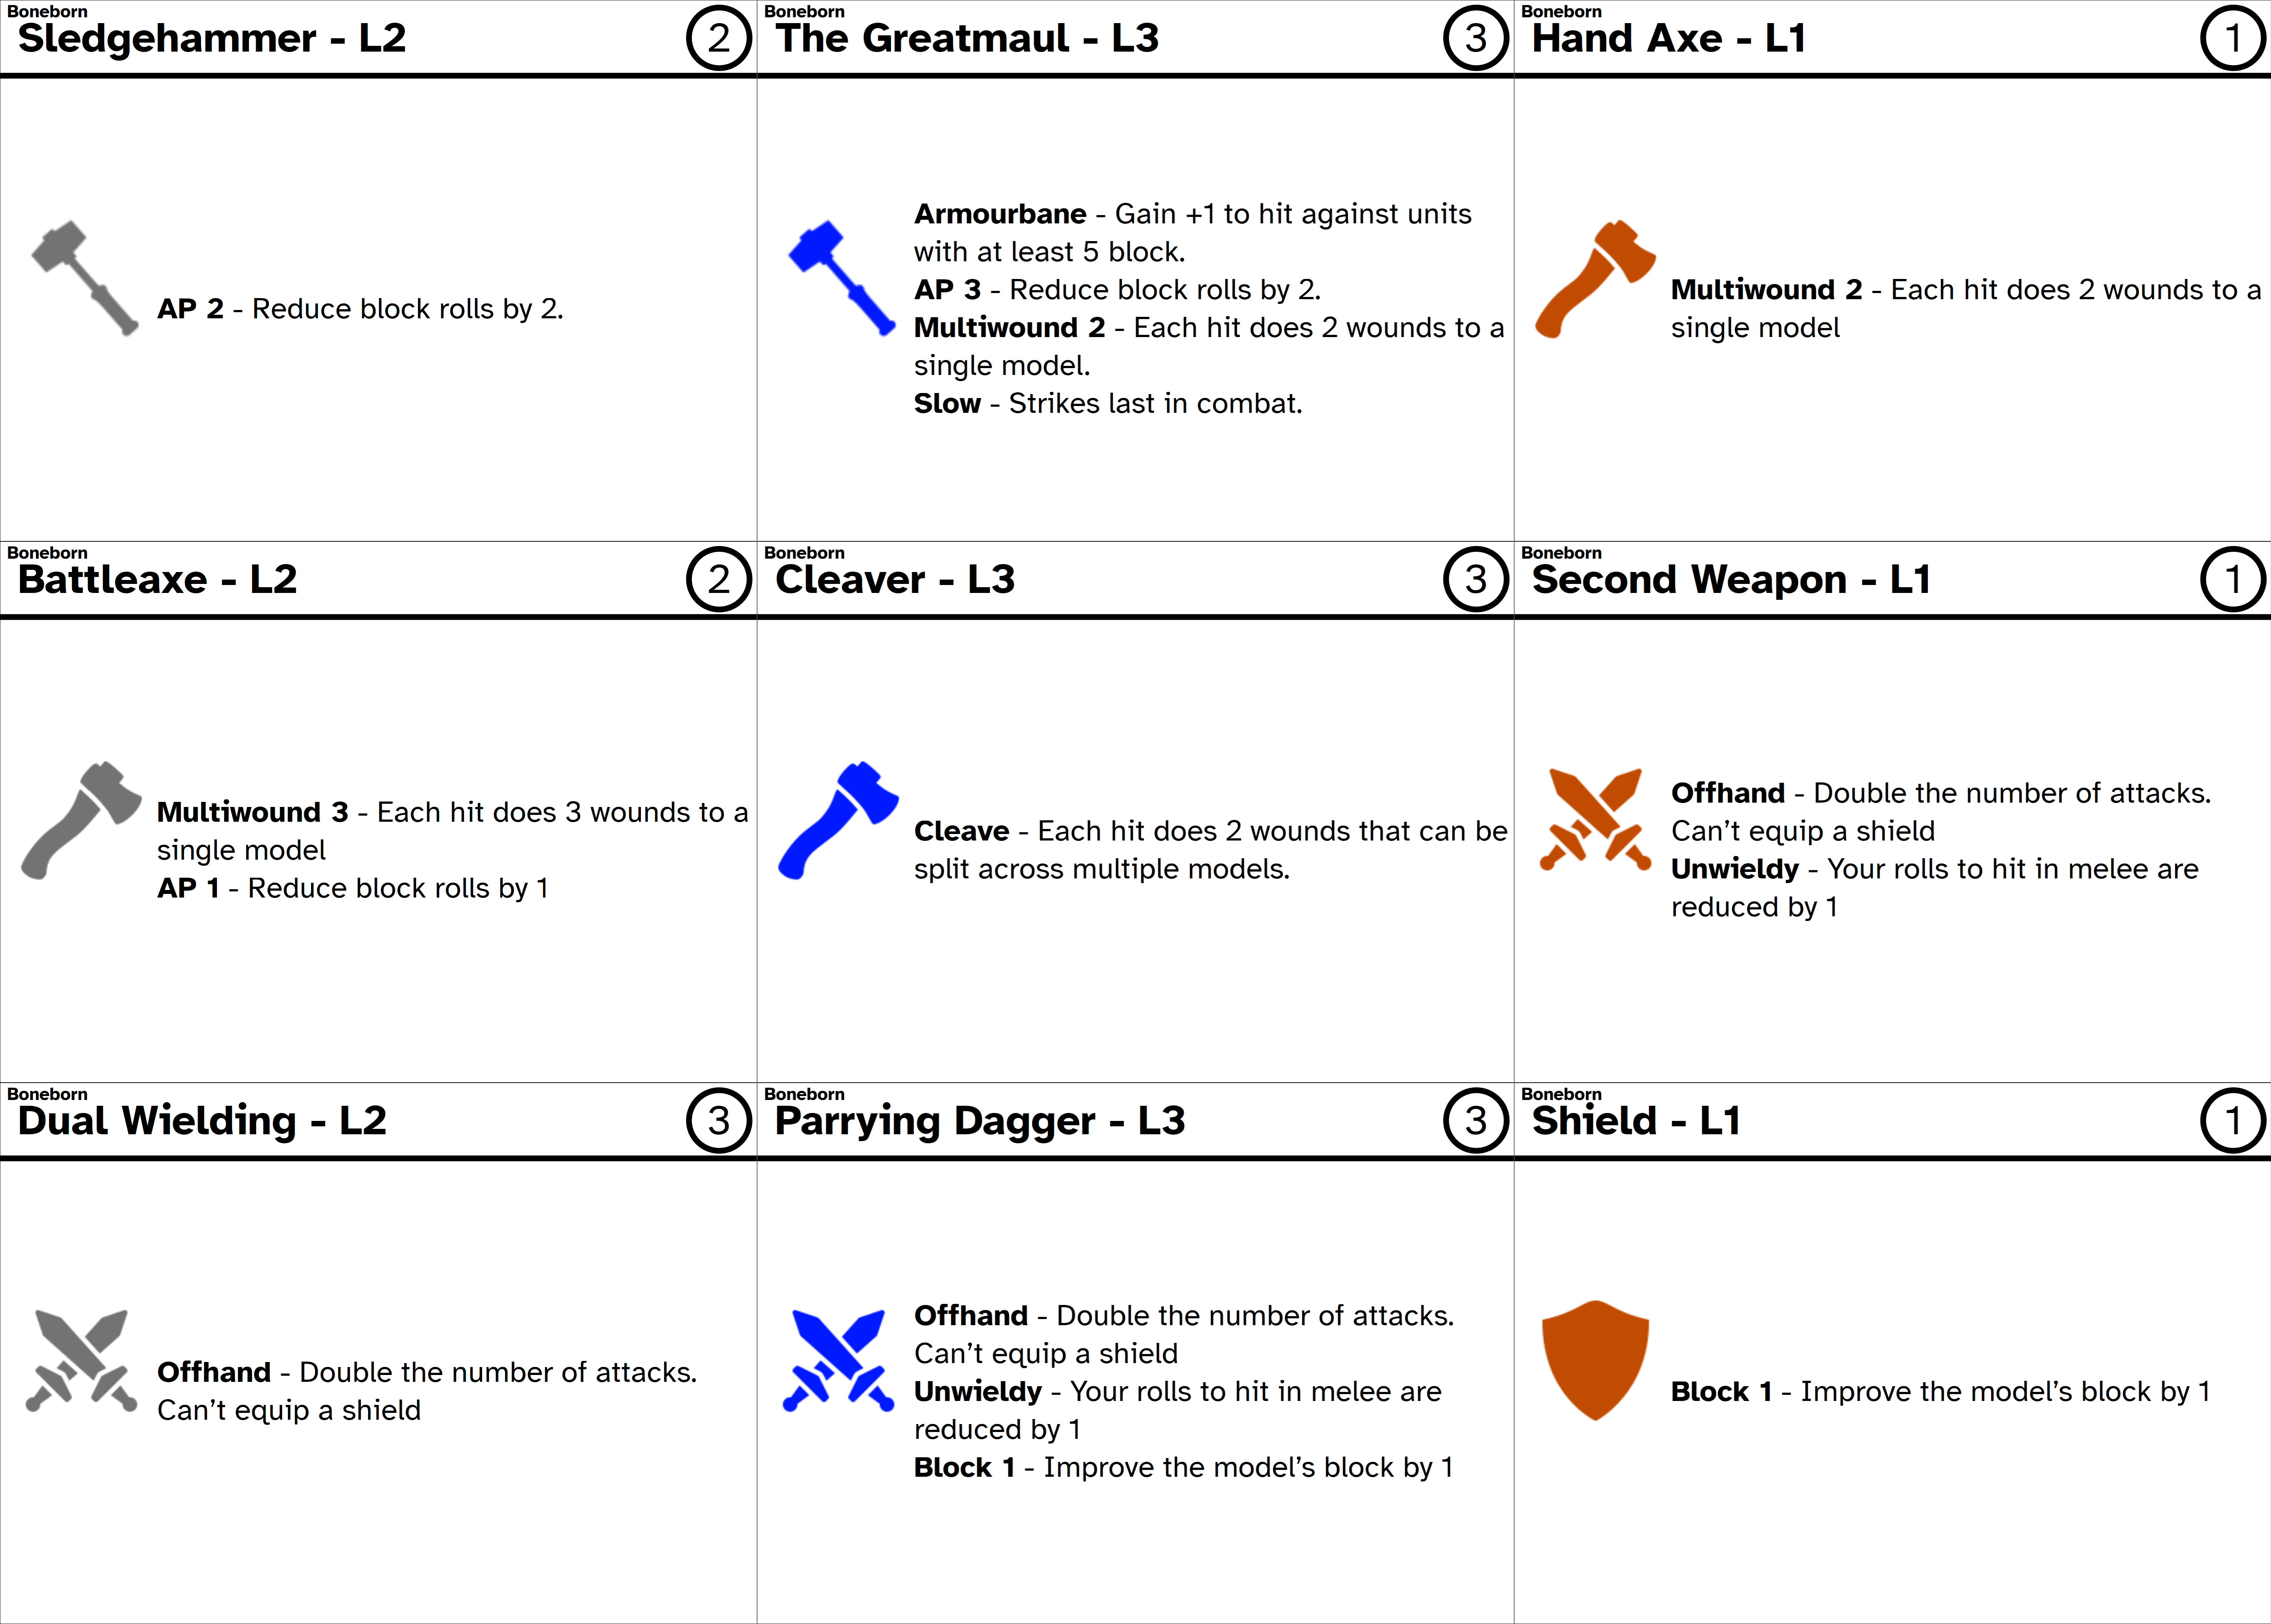 Boneborn
Sledgehammer - L2
2
AP 2 - Reduce block rolls by 2.
Boneborn
The Greatmaul - L3
3
Armourbane - Gain +1 to hit against units
with at least 5 block.
AP 3 - Reduce block rolls by 2.
Multiwound 2 - Each hit does 2 wounds to a
single model.
Slow - Strikes last in combat.
Boneborn
Hand Axe - L1
1
Multiwound 2 - Each hit does 2 wounds to a
single model
Boneborn
Battleaxe - L2
2
Multiwound 3 - Each hit does 3 wounds to a
single model
AP 1 - Reduce block rolls by 1
Boneborn
Cleaver - L3
3
Cleave - Each hit does 2 wounds that can be
split across multiple models.
Boneborn
Second Weapon - L1
1
Offhand - Double the number of attacks.
Can't equip a shield
Unwieldy - Your rolls to hit in melee are
reduced by 1
Boneborn
Dual Wielding - L2
3
Offhand - Double the number of attacks.
Can't equip a shield
Boneborn
Parrying Dagger - L3
3
Offhand - Double the number of attacks.
Can't equip a shield
Unwieldy - Your rolls to hit in melee are
reduced by 1
Block 1 - Improve the model's block by 1
Boneborn
Shield - L1
1
Block 1 - Improve the model's block by 1